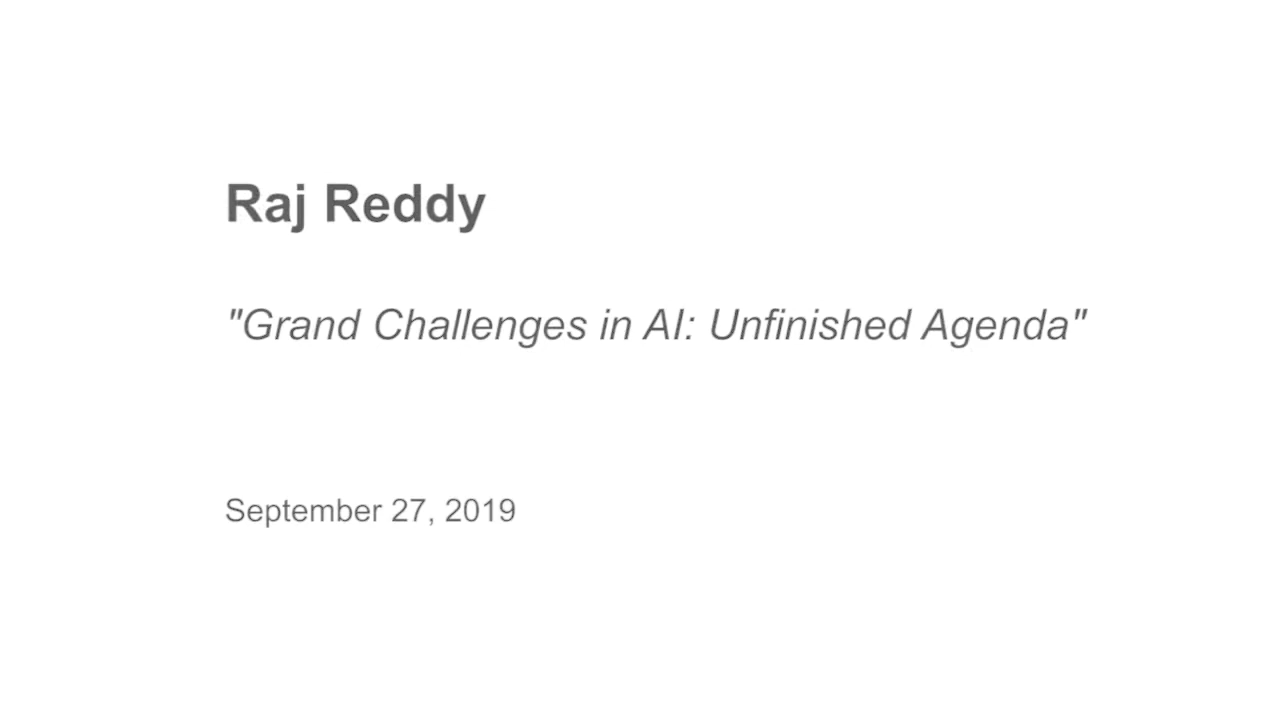 Raj Reddy
"Grand Challenges in AI: Unfinished Agenda"
September 27, 2019